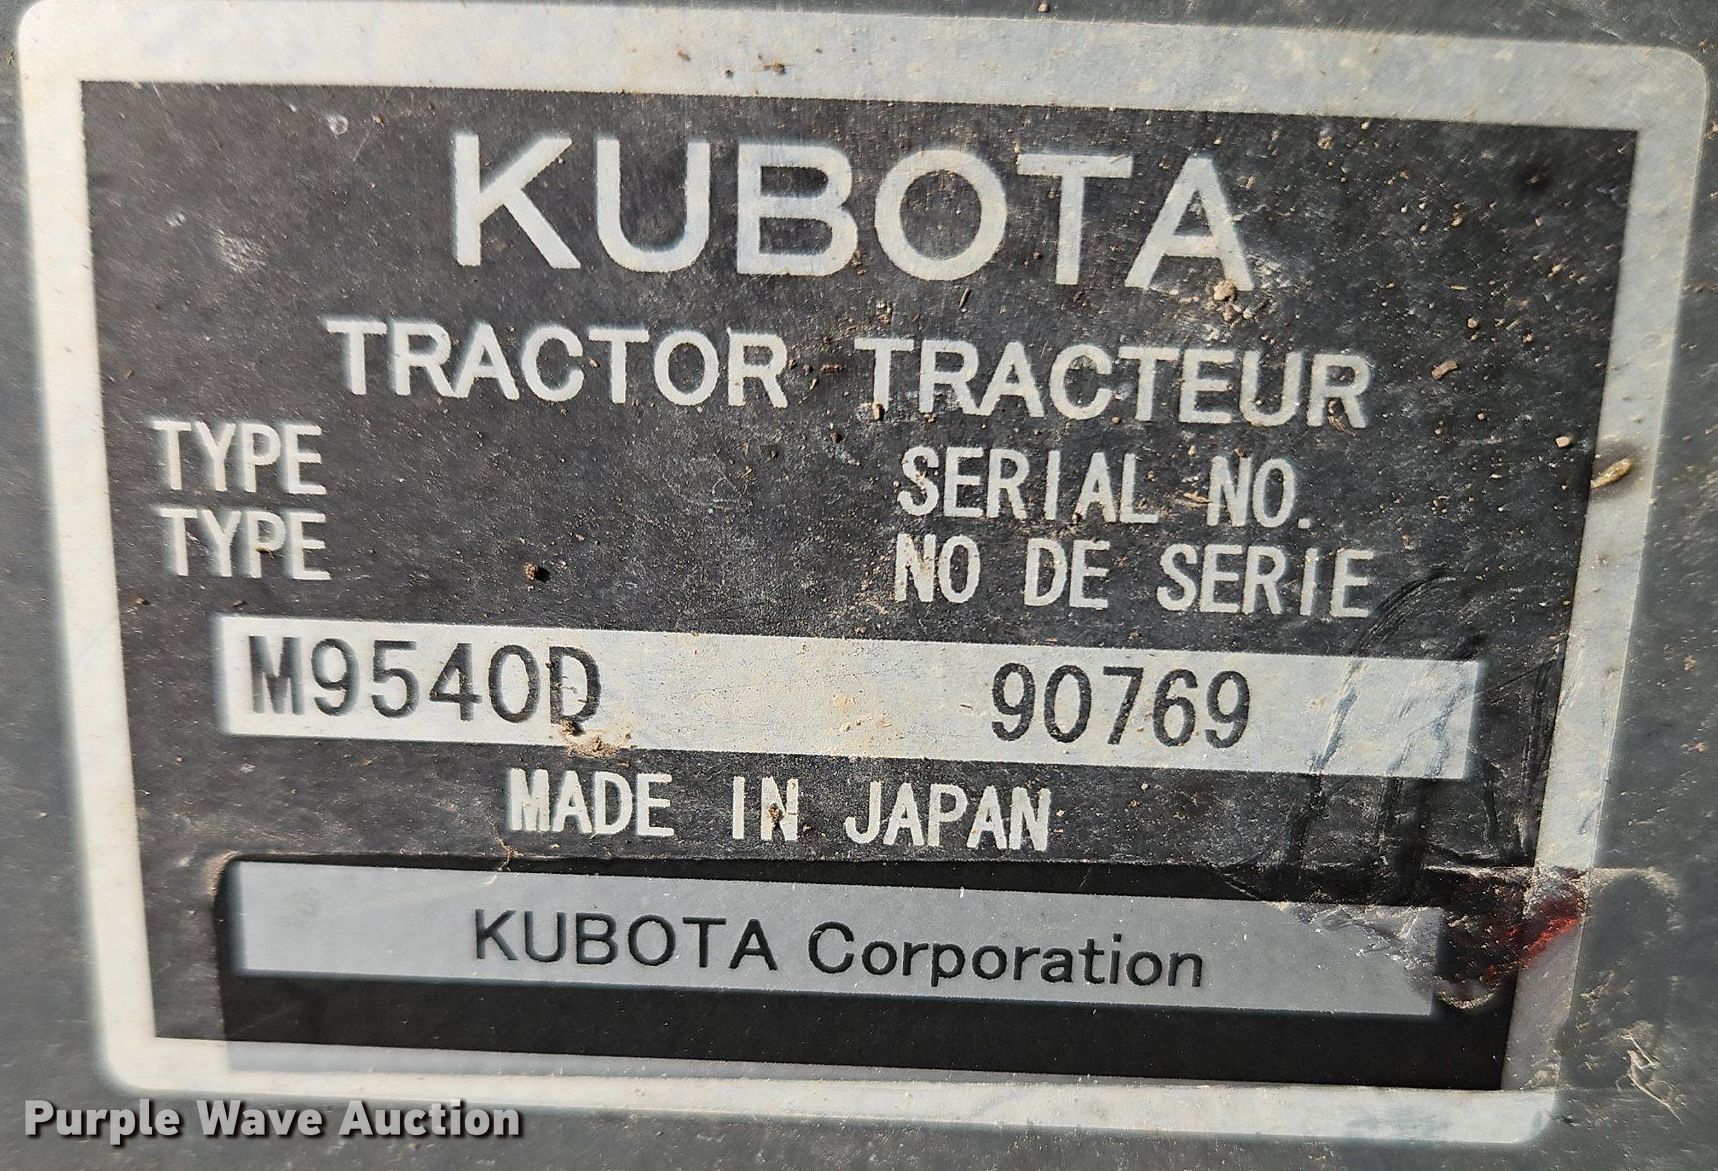 KUBOTA
TRACTOR TRACTEUR
TYPE SERIAL NO.
TYPE NO DE SERIE
M9540D 90769
MADE IN JAPAN
KUBOTA Corporation
Purple Wave Auction